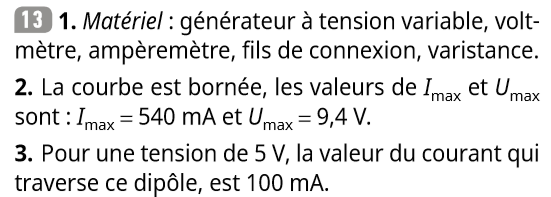 13 1. Matériel : générateur à tension variable, volt-
mètre, ampèremètre, fils de connexion, varistance.
2. La courbe est bornée, les valeurs de Imax et Umax
sont : Imax = 540 mA et Umax = 9,4 V.
3. Pour une tension de 5 V, la valeur du courant qui
traverse ce dipôle, est 100 mA.